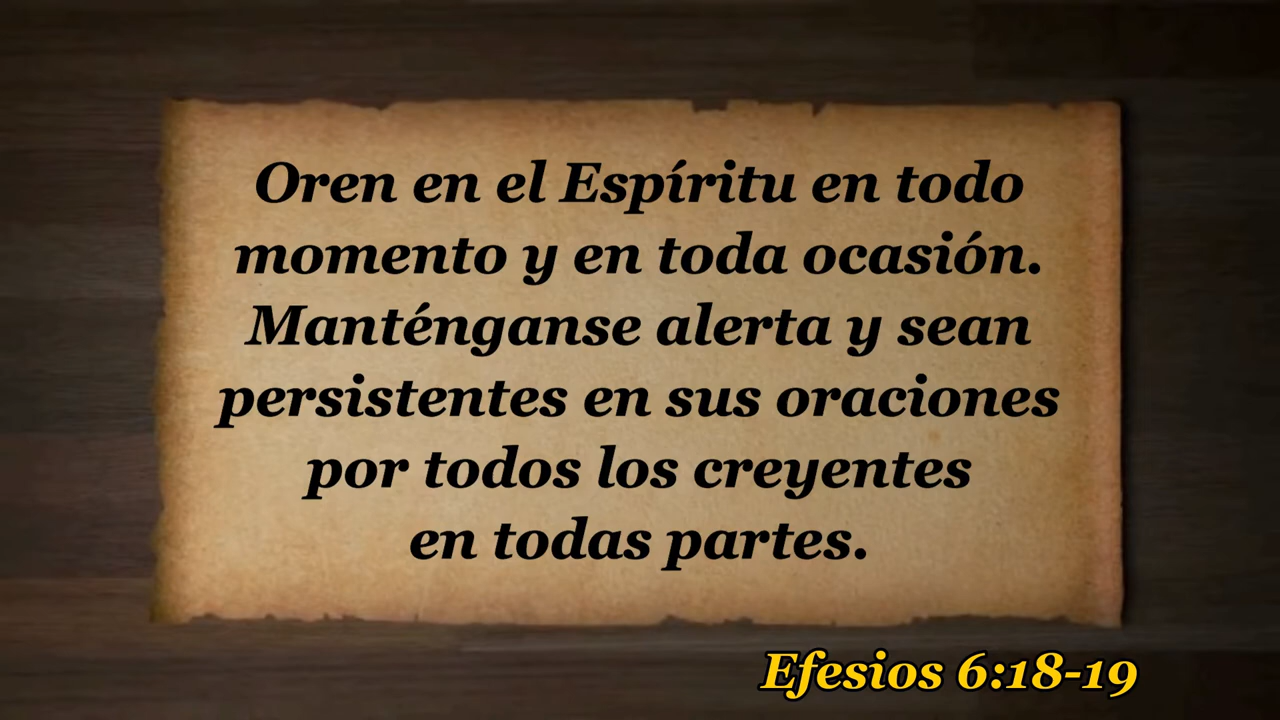 Oren en el Espíritu en todo
momento y en toda ocasión.
Manténganse alerta y sean
persistentes en sus oraciones
por todos los creyentes
en todas partes.
Efesios 6:18-19